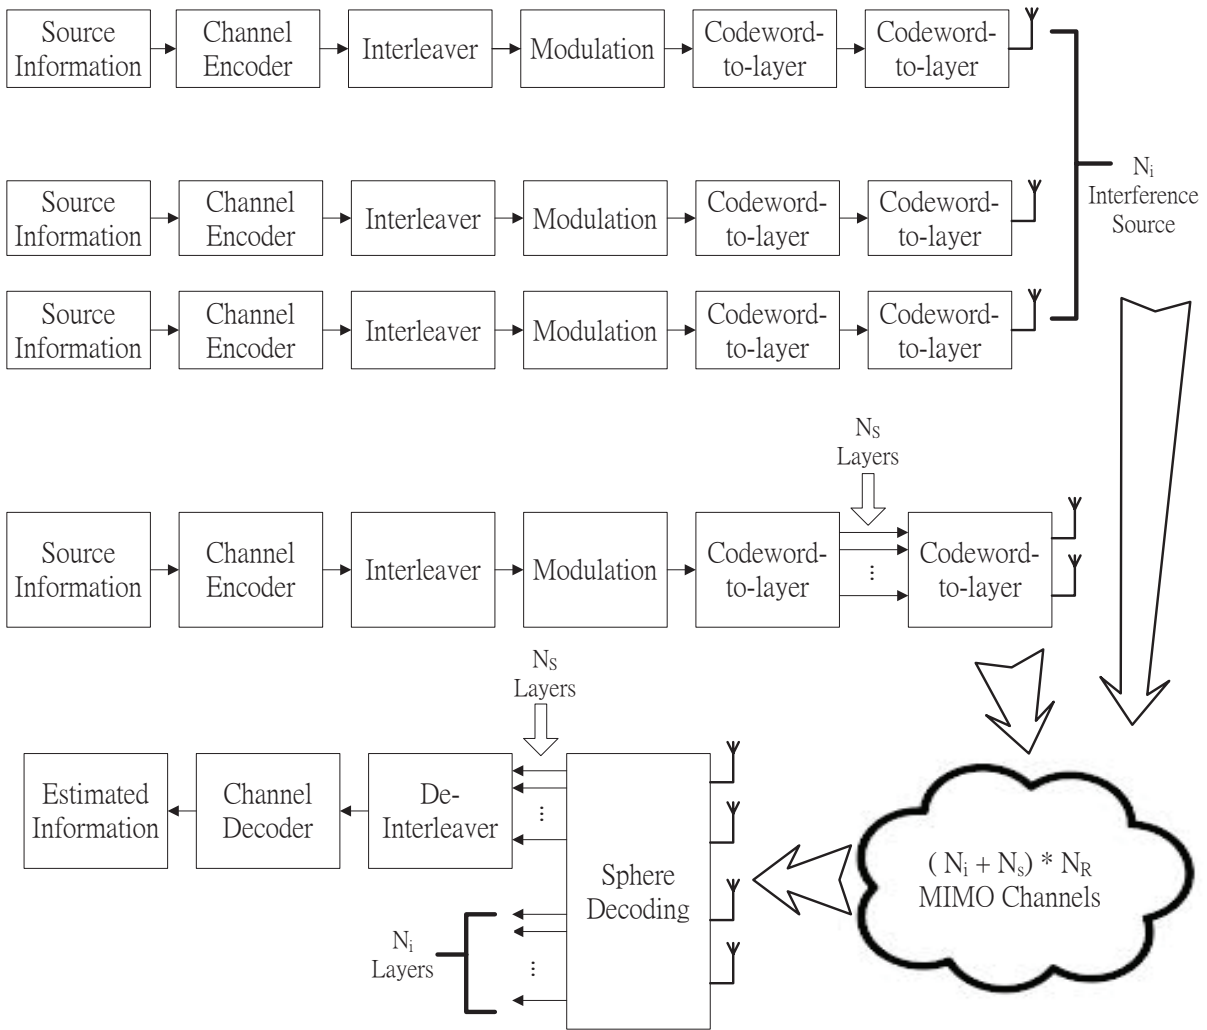 Source
Information
Channel
Encoder
Interleaver
Modulation
Codeword-
to-layer
Codeword-
to-layer
Source
Information
Channel
Encoder
Interleaver
Modulation
Codeword-
to-layer
Codeword-
to-layer
Ni
Interference
Source
Source
Information
Channel
Encoder
Interleaver
Modulation
Codeword-
to-layer
Codeword-
to-layer
NS
Layers
Source
Information
Channel
Encoder
Interleaver
Modulation
Codeword-
to-layer
...
Codeword-
to-layer
NS
Layers
Estimated
Information
Channel
Decoder
De-
Interleaver
...
Sphere
Decoding
( Ni + Ns) * NR
MIMO Channels
Ni
Layers
...